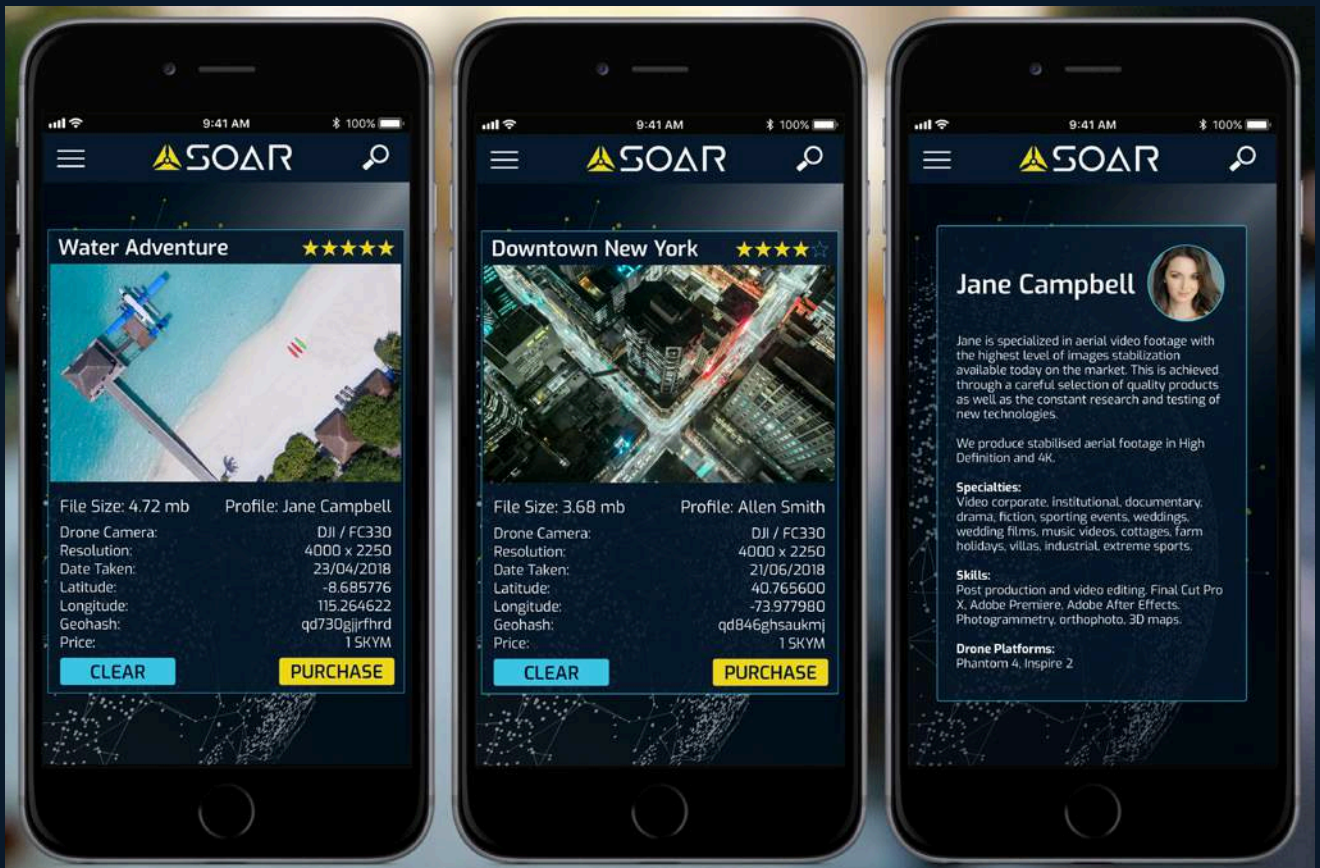 9:41 AM
100%
SOAR
Water Adventure
File Size: 4.72 mb
Profile: Jane Campbell
Drone Camera: DJI / FC330
Resolution: 4000 x 2250
Date Taken: 23/04/2018
Latitude: -8.685776
Longitude: 115.264622
Geohash: qd730gjjrfhrd
Price: 1 SKYM
CLEAR
PURCHASE
9:41 AM
100%
SOAR
Downtown New York
File Size: 3.68 mb
Profile: Allen Smith
Drone Camera: DJI / FC330
Resolution: 4000 x 2250
Date Taken: 21/06/2018
Latitude: 40.765600
Longitude: -73.977980
Geohash: qd846ghsaukmj
Price: 1 SKYM
CLEAR
PURCHASE
9:41 AM
100%
SOAR
Jane Campbell
Jane is specialized in aerial video footage with
the highest level of images stabilization
available today on the market. This is achieved
through a careful selection of quality products
as well as the constant research and testing of
new technologies.
We produce stabilised aerial footage in High
Definition and 4K.
Specialties:
Video corporate, institutional, documentary,
drama, fiction, sporting events, weddings,
wedding films, music videos, cottages, farm
holidays, villas, industrial, extreme sports.
Skills:
Post production and video editing. Final Cut Pro
X, Adobe Premiere, Adobe After Effects.
Photogrammetry, orthophoto, 3D maps.
Drone Platforms:
Phantom 4, Inspire 2